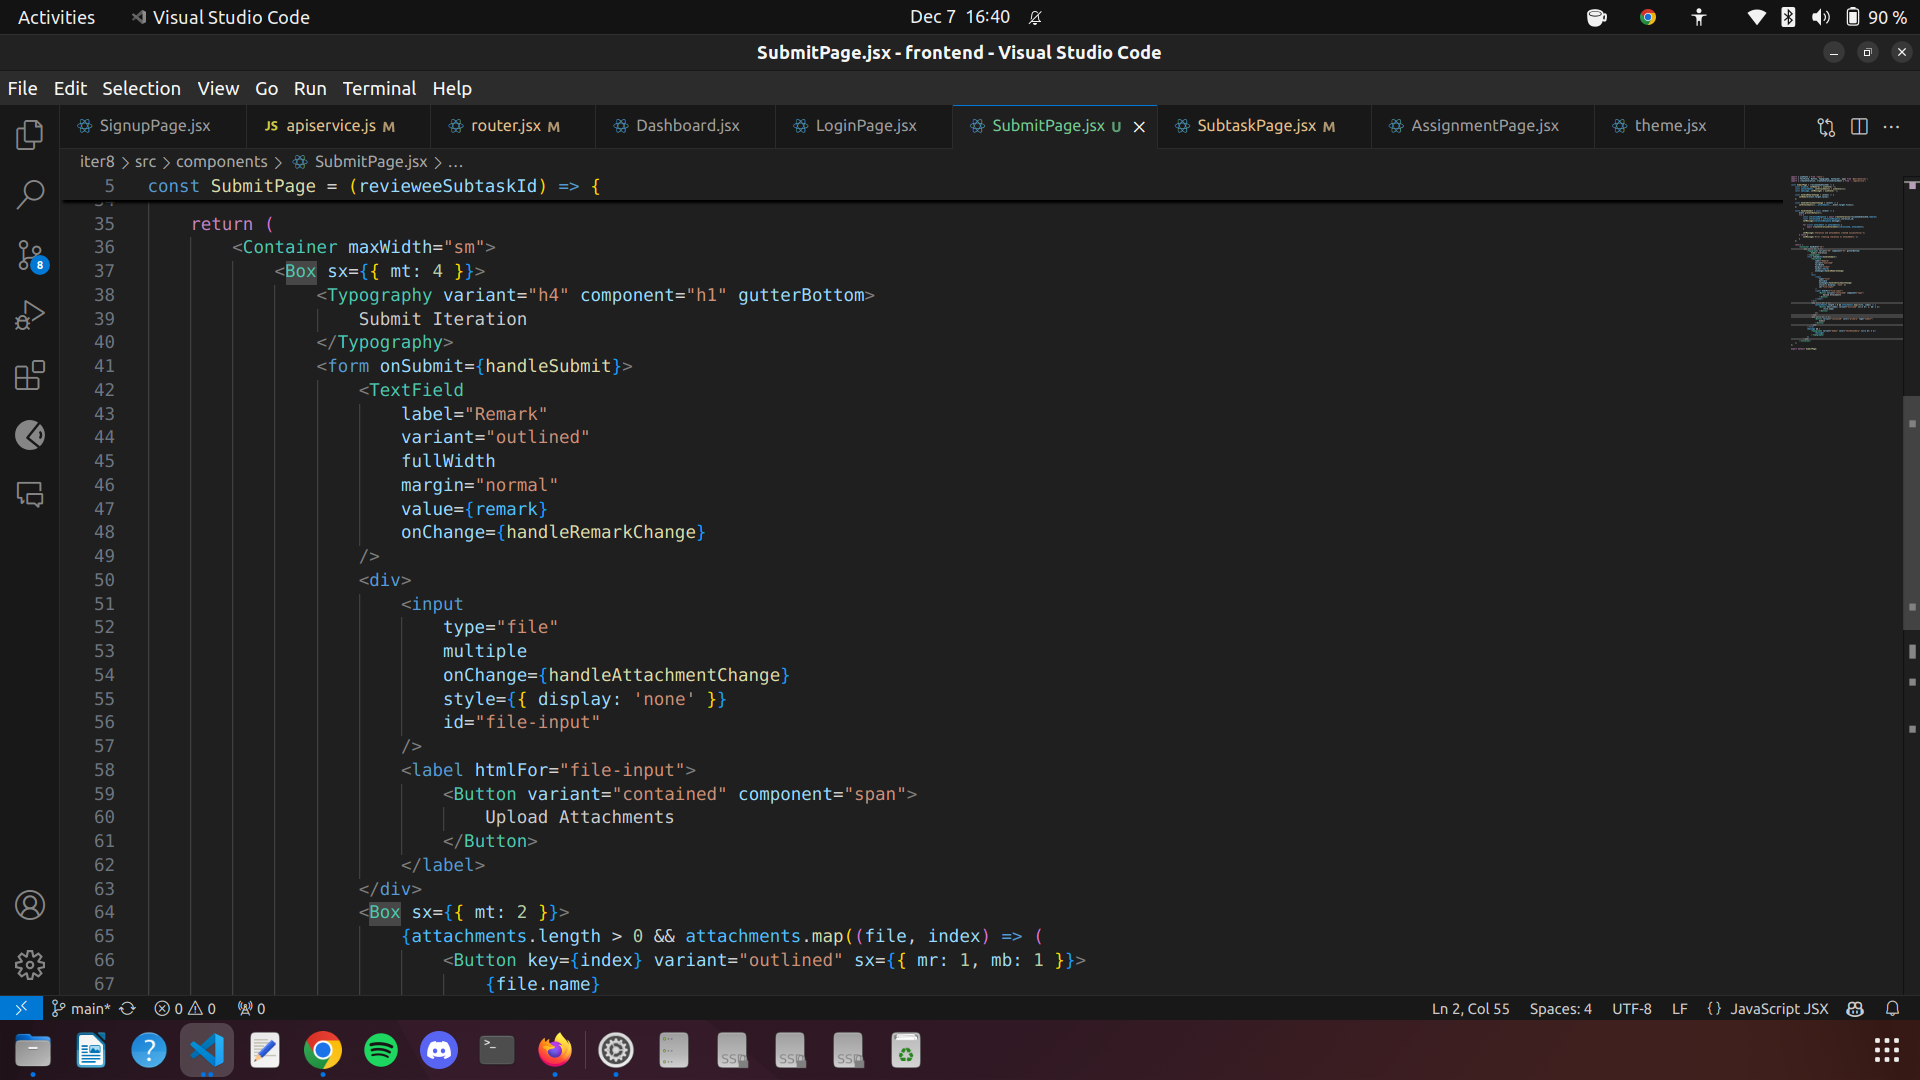 Activities
Visual Studio Code
Dec 7 16:40
90 %
SubmitPage.jsx - frontend - Visual Studio Code
File Edit Selection View Go Run Terminal Help
SignupPage.jsx
JS apiservice.js M
router.jsx M
Dashboard.jsx
LoginPage.jsx
SubmitPage.jsx U
SubtaskPage.jsx M
AssignmentPage.jsx
theme.jsx
iter8 > src > components > SubmitPage.jsx > ...
5 const SubmitPage = (revieweeSubtaskId) => {
35 return (
36 <Container maxWidth="sm">
37 <Box sx={{ mt: 4 }}>
38 <Typography variant="h4" component="h1" gutterBottom>
39 Submit Iteration
40 </Typography>
41 <form onSubmit={handleSubmit}>
42 <TextField
43 label="Remark"
44 variant="outlined"
45 fullWidth
46 margin="normal"
47 value={remark}
48 onChange={handleRemarkChange}
49 />
50 <div>
51 <input
52 type="file"
53 multiple
54 onChange={handleAttachmentChange}
55 style={{ display: 'none' }}
56 id="file-input"
57 />
58 <label htmlFor="file-input">
59 <Button variant="contained" component="span">
60 Upload Attachments
61 </Button>
62 </label>
63 </div>
64 <Box sx={{ mt: 2 }}>
65 {attachments.length > 0 && attachments.map((file, index) => (
66 <Button key={index} variant="outlined" sx={{ mr: 1, mb: 1 }}>
67 {file.name}
8
main*
0 0
0
Ln 2, Col 55
Spaces: 4
UTF-8
LF
{} JavaScript JSX
SSD
SSD
SSD